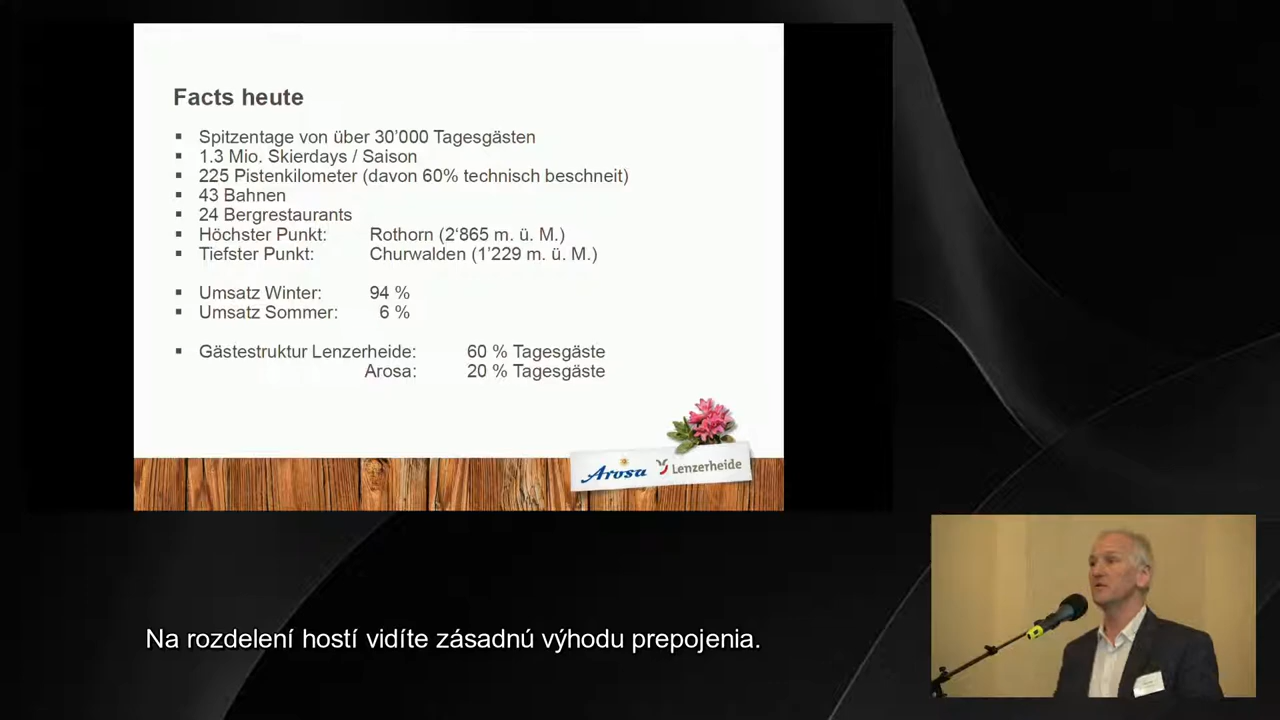 Facts heute
▪ Spitzentage von über 30’000 Tagesgästen
▪ 1.3 Mio. Skierdays / Saison
▪ 225 Pistenkilometer (davon 60% technisch beschneit)
▪ 43 Bahnen
▪ 24 Bergrestaurants
▪ Höchster Punkt: Rothorn (2‘865 m. ü. M.)
▪ Tiefster Punkt: Churwalden (1’229 m. ü. M.)
▪ Umsatz Winter: 94 %
▪ Umsatz Sommer: 6 %
▪ Gästestruktur Lenzerheide: 60 % Tagesgäste
Arosa: 20 % Tagesgäste
Arosa Lenzerheide
Na rozdelení hostí vidíte zásadnú výhodu prepojenia.